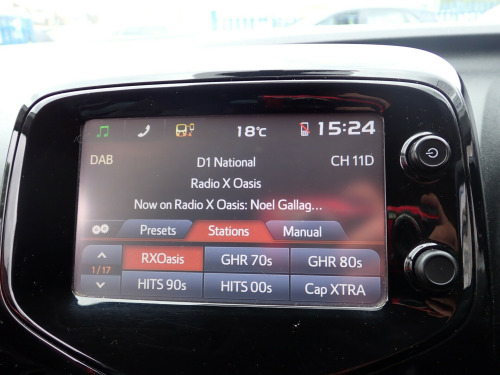 18°C 15:24
DAB D1 National CH 11D
Radio X Oasis
Now on Radio X Oasis: Noel Gallag...
Presets Stations Manual
RXOasis GHR 70s GHR 80s
1/17
HITS 90s HITS 00s Cap XTRA